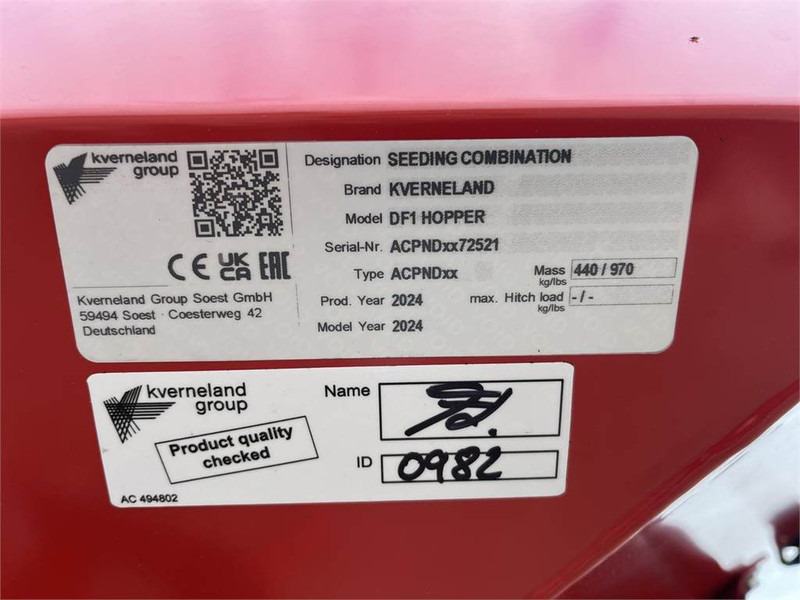 kverneland
group
Designation SEEDING COMBINATION
Brand KVERNELAND
Model DF1 HOPPER
Serial-Nr. ACPNDxx72521
Type ACPNDxx
Mass 440 / 970
kg/lbs
Prod. Year 2024
max. Hitch load - / -
kg/lbs
Model Year 2024
CE UK CA EAC
Kverneland Group Soest GmbH
59494 Soest · Coesterweg 42
Deutschland
kverneland
group
Product quality
checked
AC 494802
Name
ID 0982